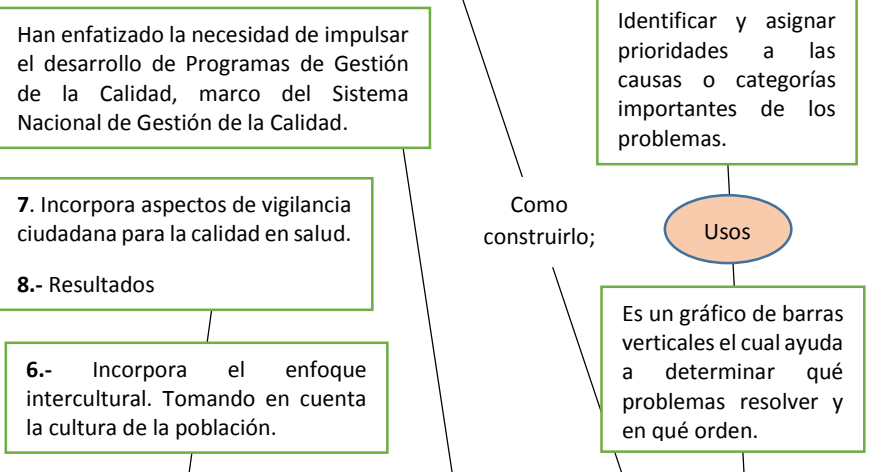 Han enfatizado la necesidad de impulsar
el desarrollo de Programas de Gestión
de la Calidad, marco del Sistema
Nacional de Gestión de la Calidad.
7. Incorpora aspectos de vigilancia
ciudadana para la calidad en salud.
8.- Resultados
6.- Incorpora el enfoque
intercultural. Tomando en cuenta
la cultura de la población.
Como
construirlo;
Identificar y asignar
prioridades a las
causas o categorías
importantes de los
problemas.
Usos
Es un gráfico de barras
verticales el cual ayuda
a determinar qué
problemas resolver y
en qué orden.